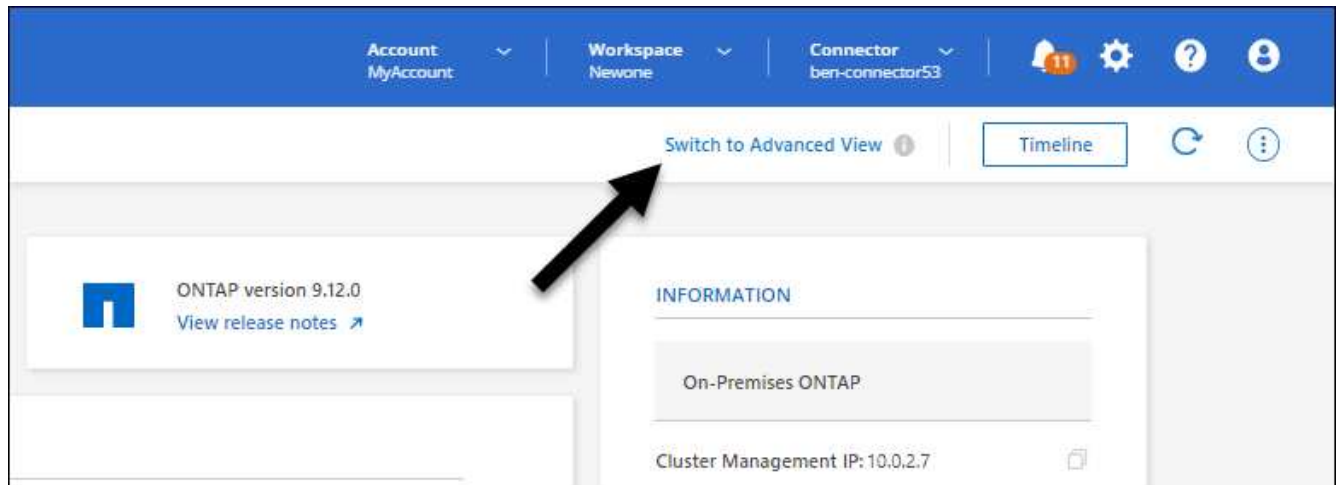 Account
MyAccount
Workspace
Newone
Connector
ben-connector53
11
Switch to Advanced View
Timeline
ONTAP version 9.12.0
View release notes
INFORMATION
On-Premises ONTAP
Cluster Management IP: 10.0.2.7